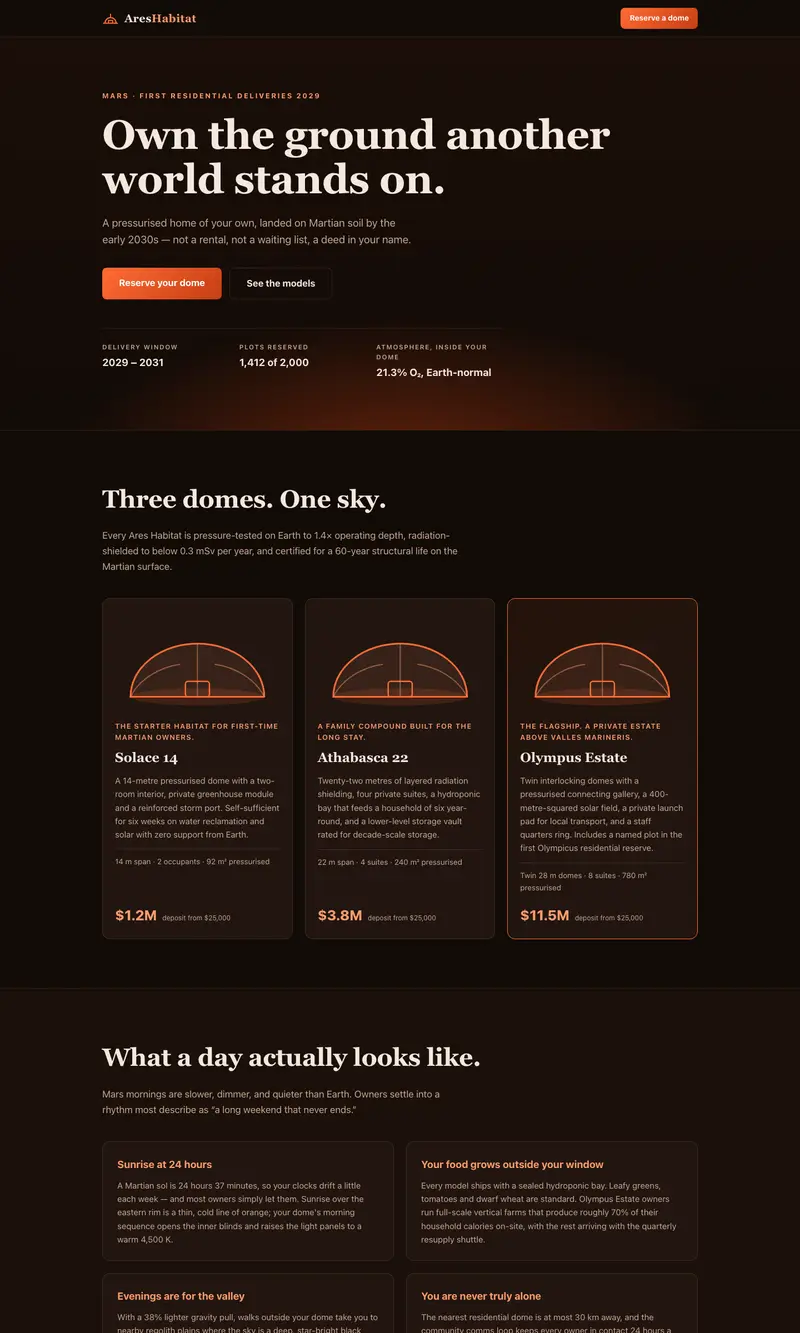 AresHabitat
Reserve a dome
MARS · FIRST RESIDENTIAL DELIVERIES 2029
Own the ground another
world stands on.
A pressurised home of your own, landed on Martian soil by the
early 2030s — not a rental, not a waiting list, a deed in your name.
Reserve your dome
See the models
DELIVERY WINDOW
2029 – 2031
PLOTS RESERVED
1,412 of 2,000
ATMOSPHERE, INSIDE YOUR
DOME
21.3% O₂, Earth-normal
Three domes. One sky.
Every Ares Habitat is pressure-tested on Earth to 1.4× operating depth, radiation-
shielded to below 0.3 mSv per year, and certified for a 60-year structural life on the
Martian surface.
THE STARTER HABITAT FOR FIRST-TIME
MARTIAN OWNERS.
Solace 14
A 14-metre pressurised dome with a two-
room interior, private greenhouse module
and a reinforced storm port. Self-sufficient
for six weeks on water reclamation and
solar with zero support from Earth.
14 m span · 2 occupants · 92 m² pressurised
$1.2M deposit from $25,000
A FAMILY COMPOUND BUILT FOR THE
LONG STAY.
Athabasca 22
Twenty-two metres of layered radiation
shielding, four private suites, a hydroponic
bay that feeds a household of six year-
round, and a lower-level storage vault
rated for decade-scale storage.
22 m span · 4 suites · 240 m² pressurised
$3.8M deposit from $25,000
THE FLAGSHIP. A PRIVATE ESTATE
ABOVE VALLES MARINERIS.
Olympus Estate
Twin interlocking domes with a
pressurised connecting gallery, a 400-
metre-squared solar field, a private launch
pad for local transport, and a staff
quarters ring. Includes a named plot in the
first Olympicus residential reserve.
Twin 28 m domes · 8 suites · 780 m²
pressurised
$11.5M deposit from $25,000
What a day actually looks like.
Mars mornings are slower, dimmer, and quieter than Earth. Owners settle into a
rhythm most describe as “a long weekend that never ends.”
Sunrise at 24 hours
A Martian sol is 24 hours 37 minutes, so your clocks drift a little
each week — and most owners simply let them. Sunrise over the
eastern rim is a thin, cold line of orange; your dome's morning
sequence opens the inner blinds and raises the light panels to a
warm 4,500 K.
Your food grows outside your window
Every model ships with a sealed hydroponic bay. Leafy greens,
tomatoes and dwarf wheat are standard. Olympus Estate owners
run full-scale vertical farms that produce roughly 70% of their
household calories on-site, with the rest arriving with the quarterly
resupply shuttle.
Evenings are for the valley
With a 38% lighter gravity pull, walks outside your dome take you to
nearby regolith plains where the sky is a deep, star-bright black
You are never truly alone
The nearest residential dome is at most 30 km away, and the
community comms loop keeps every owner in contact 24 hours a